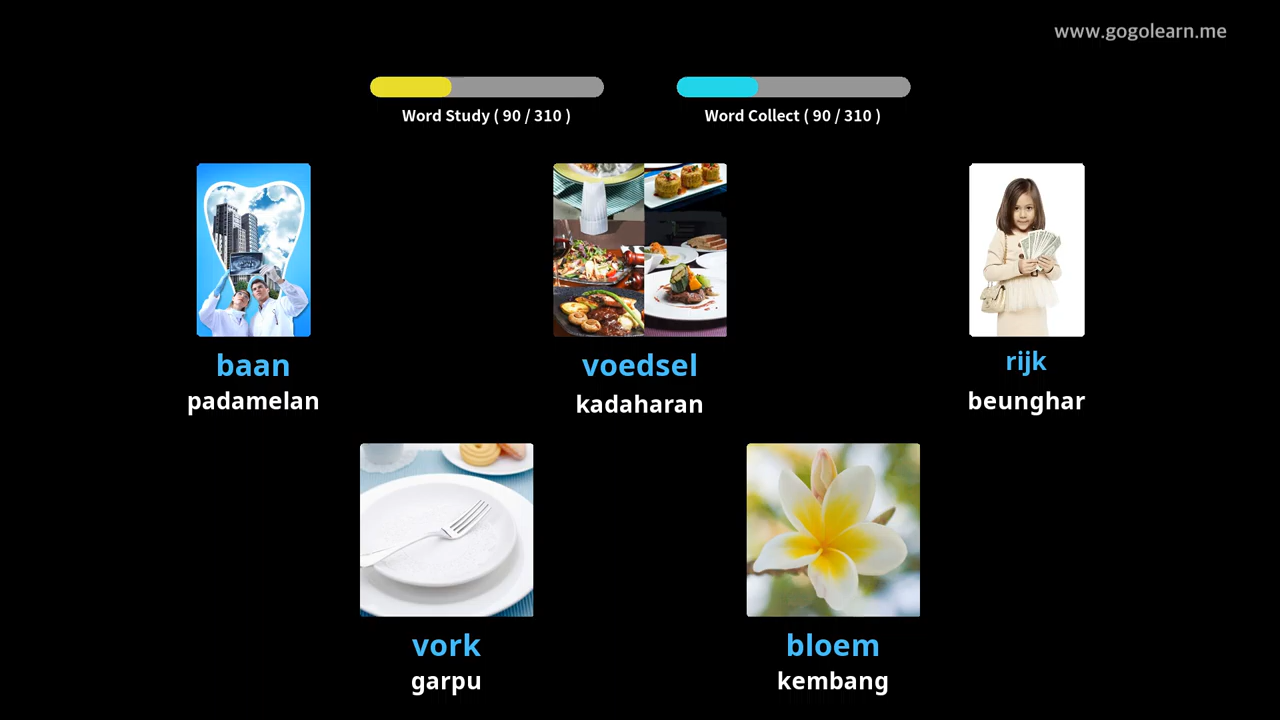 www.gogolearn.me
Word Study ( 90 / 310 )
Word Collect ( 90 / 310 )
baan
padamelan
voedsel
kadaharan
rijk
beunghar
vork
garpu
bloem
kembang